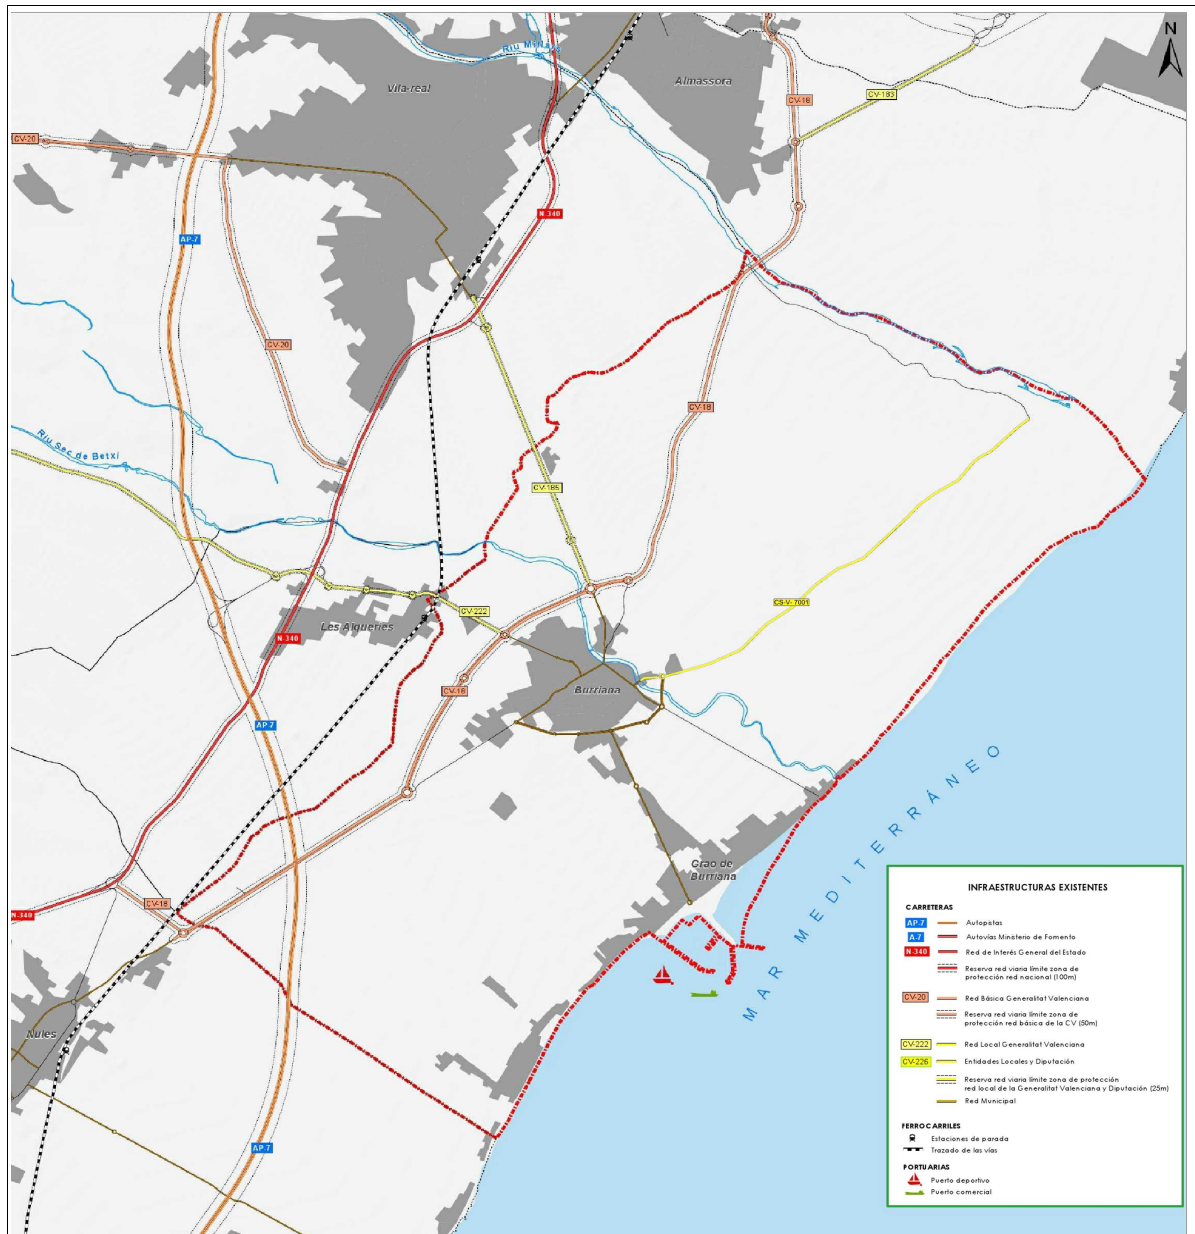 N
Riu Millars
Almassora
Vila-real
CV-18
CV-183
CV-20
N-340
AP-7
CV-20
CV-18
Riu Sec de Betxí
CV-185
CS-V-7001
CV-222
Les Alqueries
N-340
Burriana
CV-18
AP-7
MAR MEDITERRÁNEO
Grao de
Burriana
CV-18
N-340
Nules
AP-7
INFRAESTRUCTURAS EXISTENTES
CARRETERAS
AP-7 Autopistas
A-7 Autovías Ministerio de Fomento
N-340 Red de Interés General del Estado
Reserva red viaria límite zona de
protección red nacional (100m)
CV-20 Red Básica Generalitat Valenciana
Reserva red viaria límite zona de
protección red básica de la CV (50m)
CV-222 Red Local Generalitat Valenciana
CV-226 Entidades Locales y Diputación
Reserva red viaria límite zona de protección
red local de la Generalitat Valenciana y Diputación (25m)
Red Municipal
FERROCARRILES
Estaciones de parada
Trazado de las vías
PORTUARIAS
Puerto deportivo
Puerto comercial